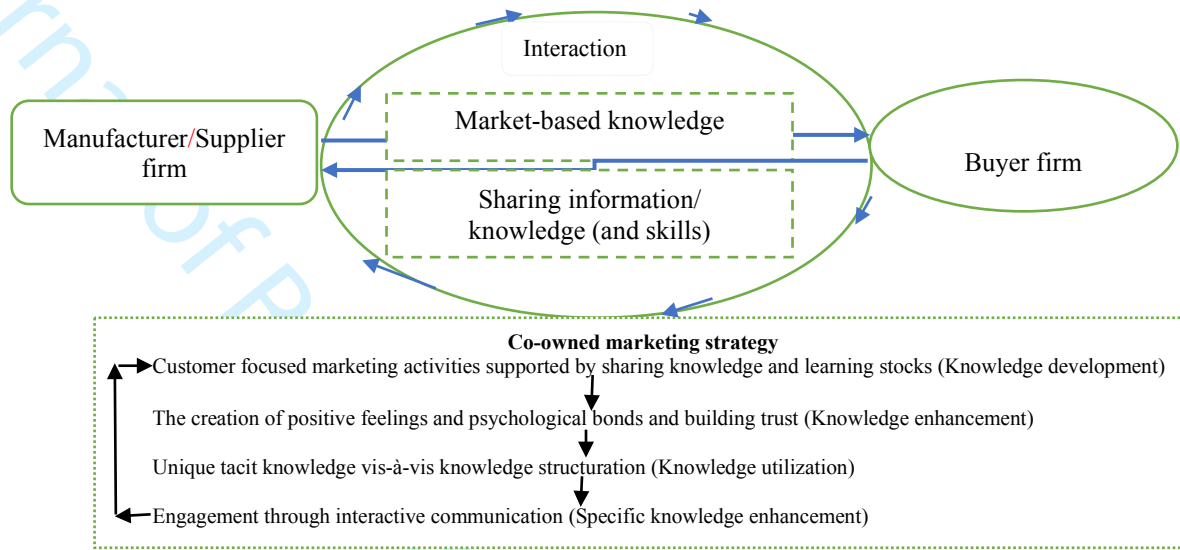 Interaction
Market-based knowledge
Manufacturer/Supplier
firm
Buyer firm
Sharing information/
knowledge (and skills)
Co-owned marketing strategy
Customer focused marketing activities supported by sharing knowledge and learning stocks (Knowledge development)
The creation of positive feelings and psychological bonds and building trust (Knowledge enhancement)
Unique tacit knowledge vis-à-vis knowledge structuration (Knowledge utilization)
Engagement through interactive communication (Specific knowledge enhancement)